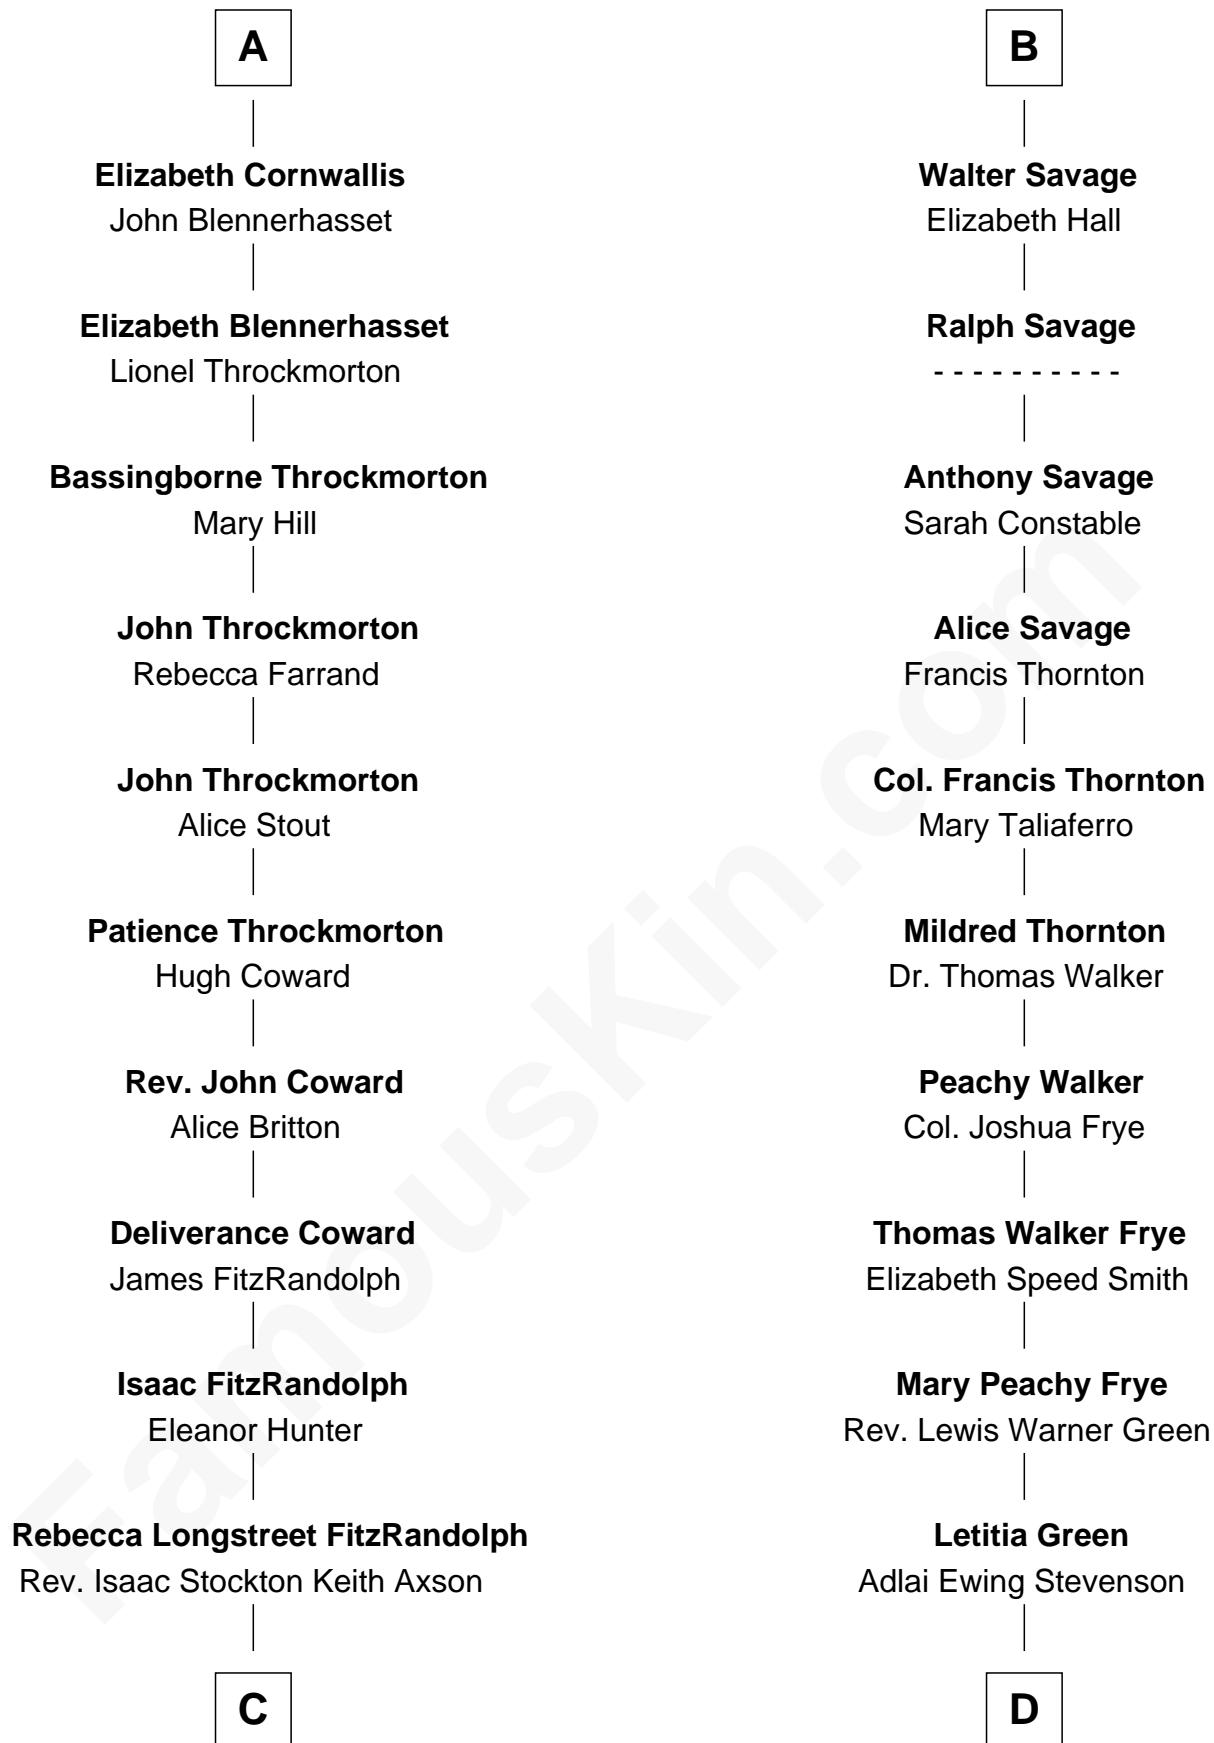 A
Elizabeth Cornwallis
John Blennerhasset
Elizabeth Blennerhasset
Lionel Throckmorton
Bassingborne Throckmorton
Mary Hill
John Throckmorton
Rebecca Farrand
John Throckmorton
Alice Stout
Patience Throckmorton
Hugh Coward
Rev. John Coward
Alice Britton
Deliverance Coward
James FitzRandolph
Isaac FitzRandolph
Eleanor Hunter
Rebecca Longstreet FitzRandolph
Rev. Isaac Stockton Keith Axson
C
B
Walter Savage
Elizabeth Hall
Ralph Savage
- - - - - - - - - -
Anthony Savage
Sarah Constable
Alice Savage
Francis Thornton
Col. Francis Thornton
Mary Taliaferro
Mildred Thornton
Dr. Thomas Walker
Peachy Walker
Col. Joshua Frye
Thomas Walker Frye
Elizabeth Speed Smith
Mary Peachy Frye
Rev. Lewis Warner Green
Letitia Green
Adlai Ewing Stevenson
D
FamousKin.com